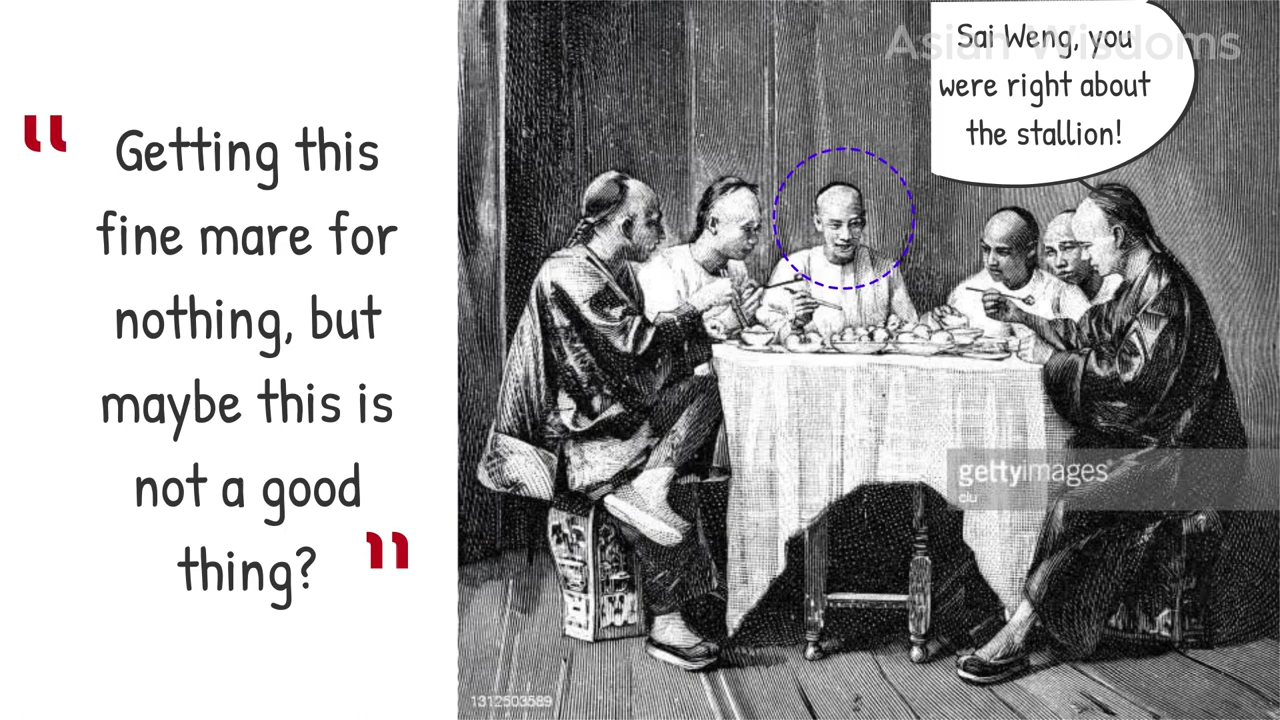 “ Getting this
fine mare for
nothing, but
maybe this is
not a good
thing? ”
Asian Wisdoms
Sai Weng, you
were right about
the stallion!
gettyimages
clu
1312503589